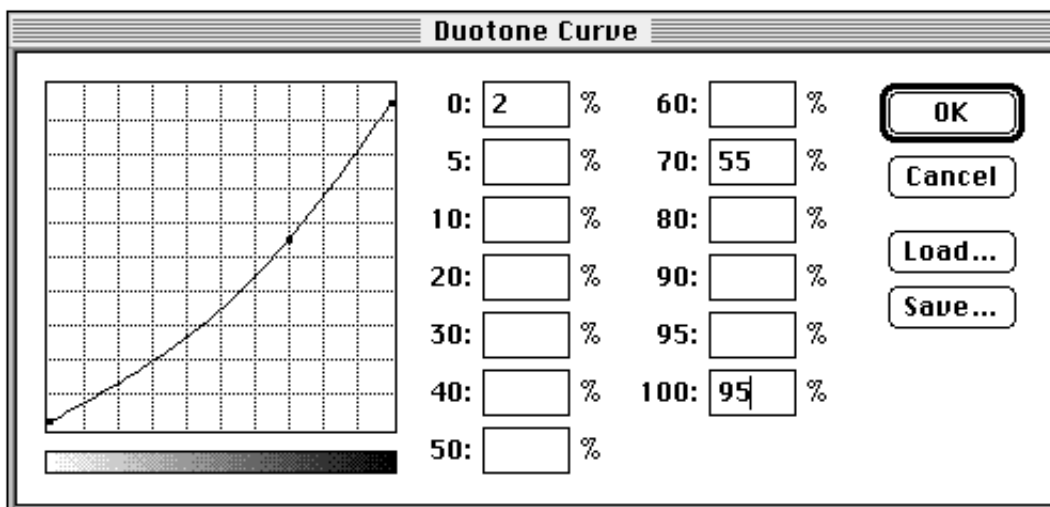 Duotone Curve
0: 2 % 60: % OK
5: % 70: 55 % Cancel
10: % 80: %
20: % 90: % Load...
30: % 95: % Save...
40: % 100: 95 %
50: %